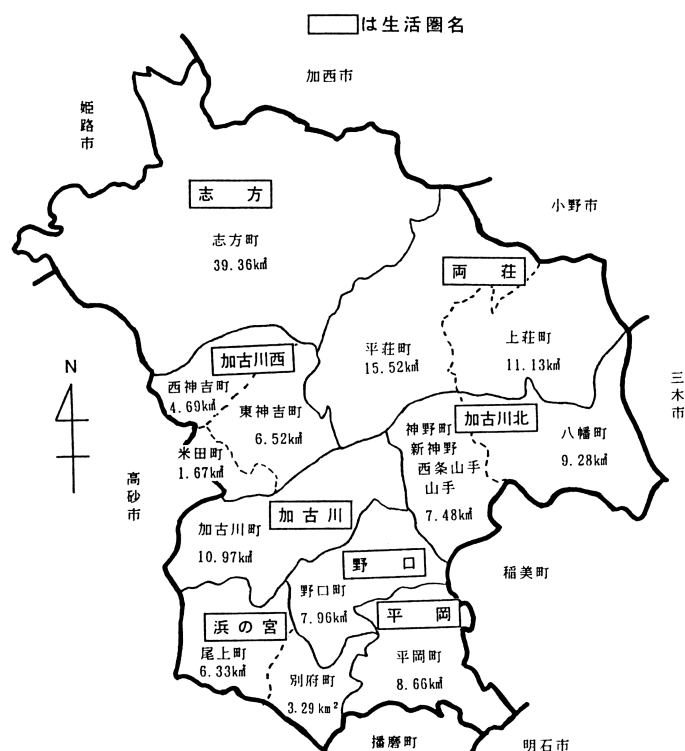 は生活圏名
加西市
姫路市
志方
小野市
志方町
39.36km²
両荘
加古川西
平荘町
15.52km²
上荘町
11.13km²
N
西神吉町
4.69km²
東神吉町
6.52km²
三木市
加古川北
神野町
新神野
西条山手
山手
7.48km²
八幡町
9.28km²
米田町
1.67km²
高砂市
加古川
加古川町
10.97km²
野口
稲美町
野口町
7.96km²
平岡
浜の宮
尾上町
6.33km²
平岡町
8.66km²
別府町
3.29km²
播磨町
明石市